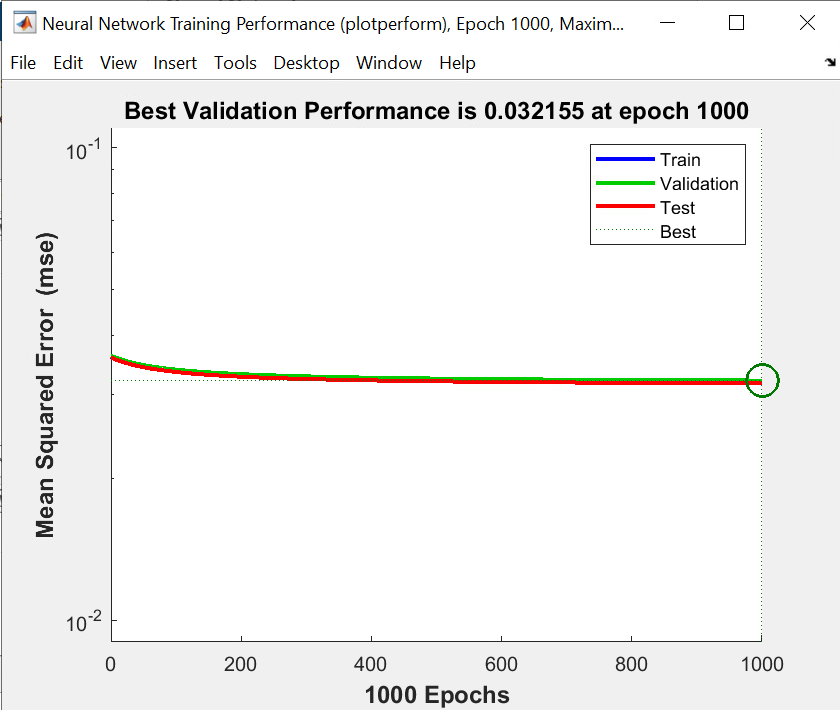 Neural Network Training Performance (plotperform), Epoch 1000, Maxim...
File Edit View Insert Tools Desktop Window Help
Best Validation Performance is 0.032155 at epoch 1000
10^-1
Train
Validation
Test
Best
Mean Squared Error (mse)
10^-2
0 200 400 600 800 1000
1000 Epochs